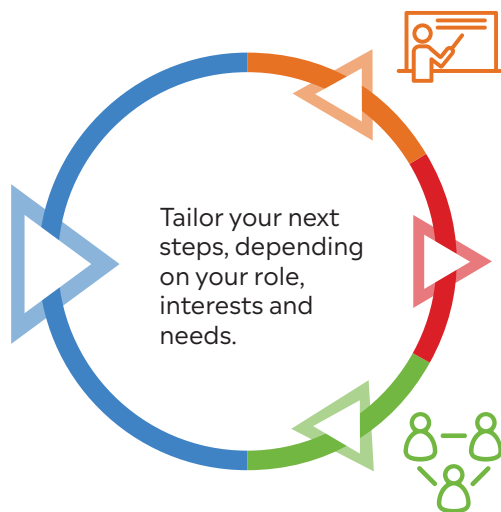 Tailor your next
steps, depending
on your role,
interests and
needs.